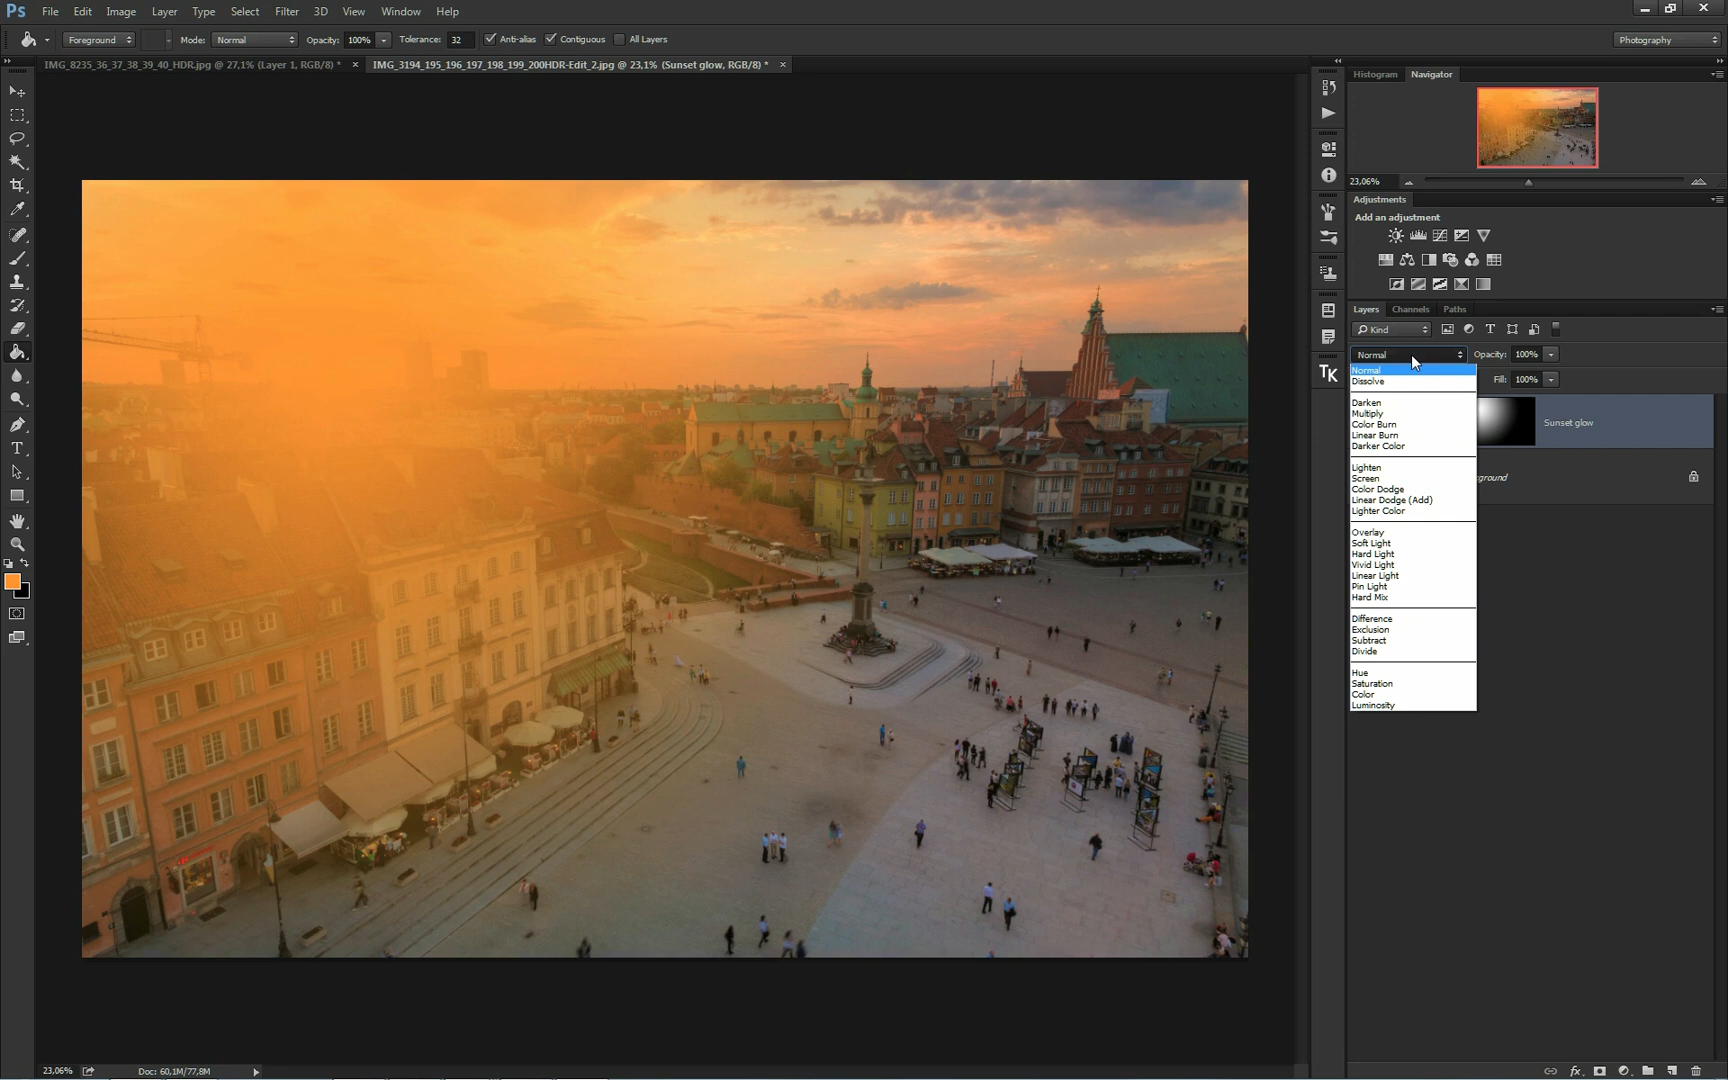 Ps File Edit Image Layer Type Select Filter 3D View Window Help
Foreground Mode: Normal Opacity: 100% Tolerance: 32 Anti-alias Contiguous All Layers Photography
IMG_8235_36_37_38_39_40_HDR.jpg @ 27,1% (Layer 1, RGB/8) * × IMG_3194_195_196_197_198_199_200HDR-Edit_2.jpg @ 23,1% (Sunset glow, RGB/8) * ×
Histogram Navigator
23,06%
Adjustments
Add an adjustment
Layers Channels Paths
Kind
Normal Opacity: 100%
Normal
Dissolve
Fill: 100%
Darken
Multiply
Color Burn
Linear Burn
Darker Color
Sunset glow
Lighten
Screen
Color Dodge
Linear Dodge (Add)
Lighter Color
ground
Overlay
Soft Light
Hard Light
Vivid Light
Linear Light
Pin Light
Hard Mix
Difference
Exclusion
Subtract
Divide
Hue
Saturation
Color
Luminosity
TK
T
23,06% Doc: 60,1M/77,8M
fx